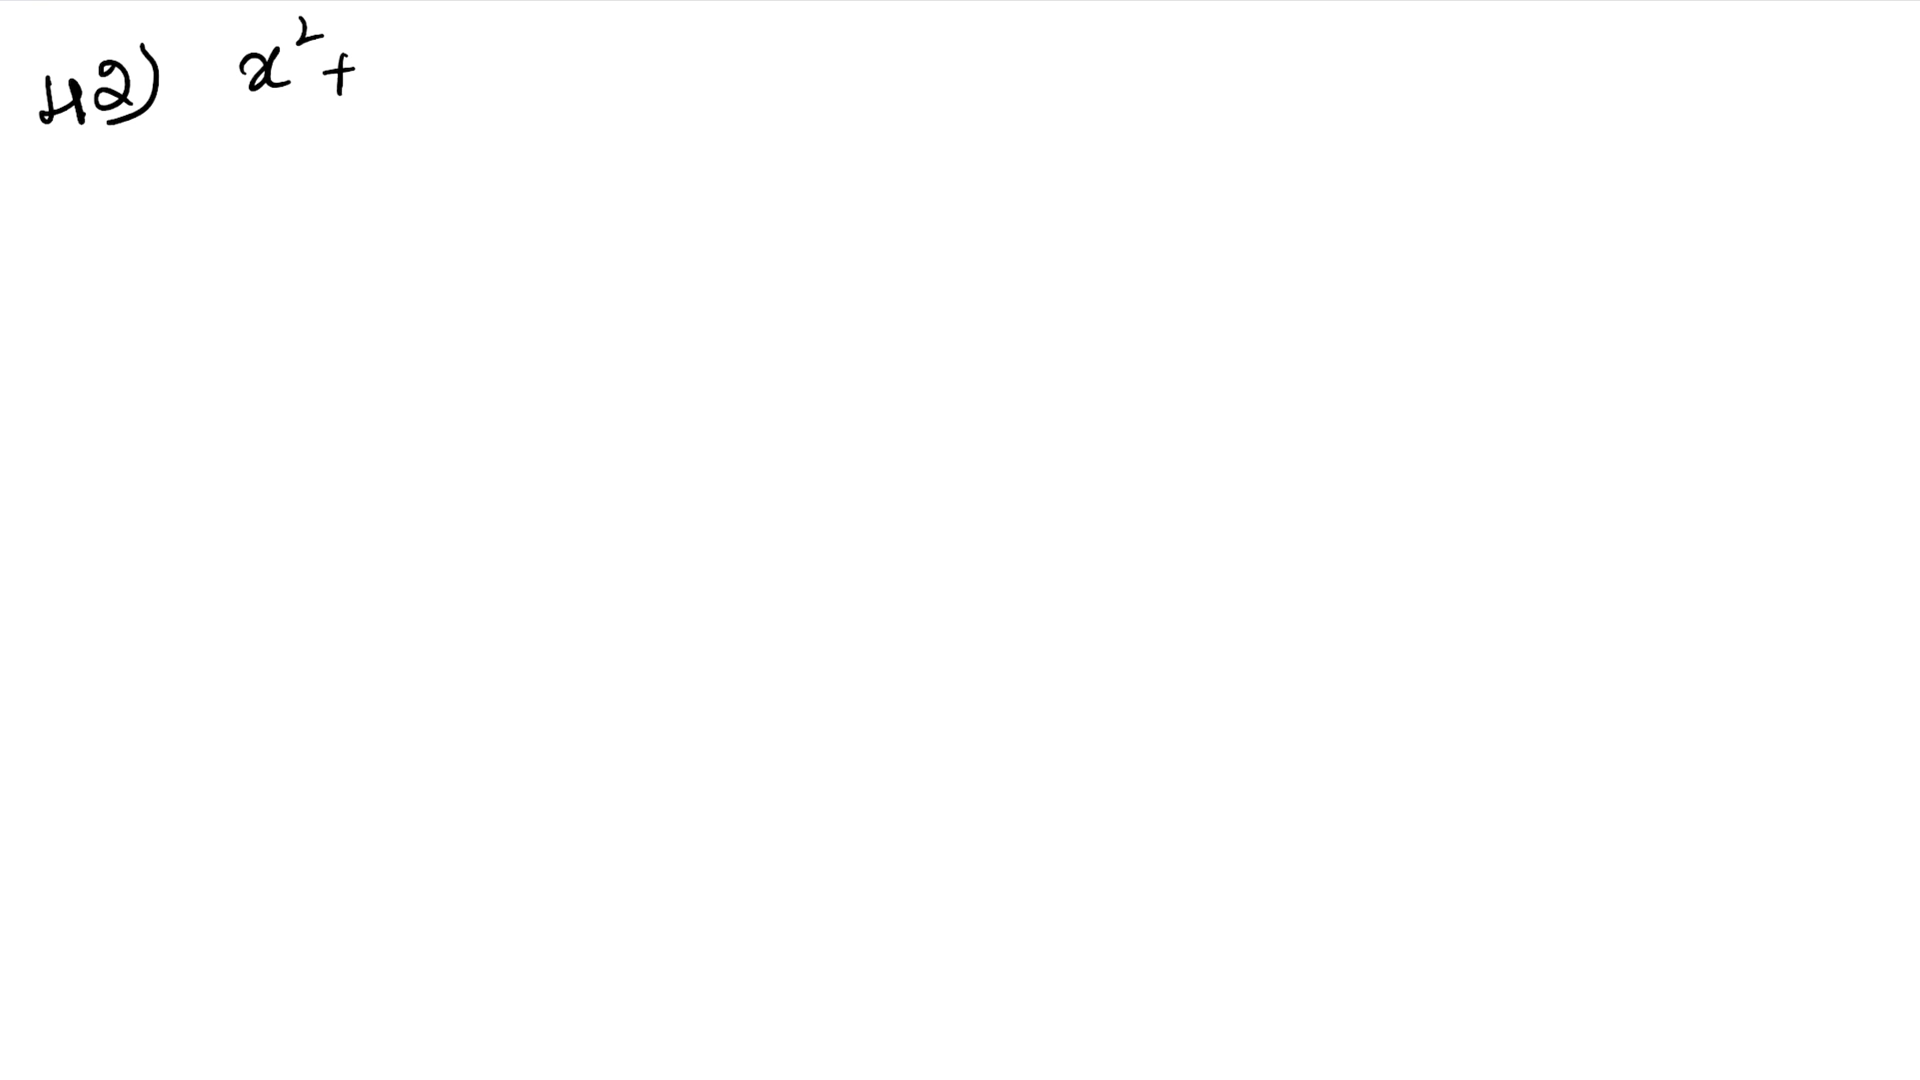 42) x² +